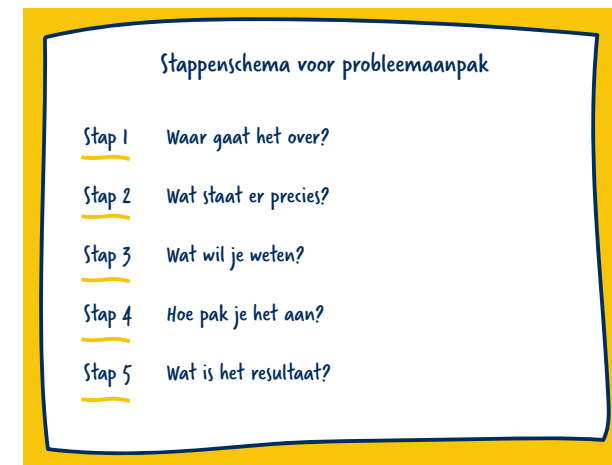 Stappenschema voor probleemaanpak
Stap 1 Waar gaat het over?
Stap 2 Wat staat er precies?
Stap 3 Wat wil je weten?
Stap 4 Hoe pak je het aan?
Stap 5 Wat is het resultaat?